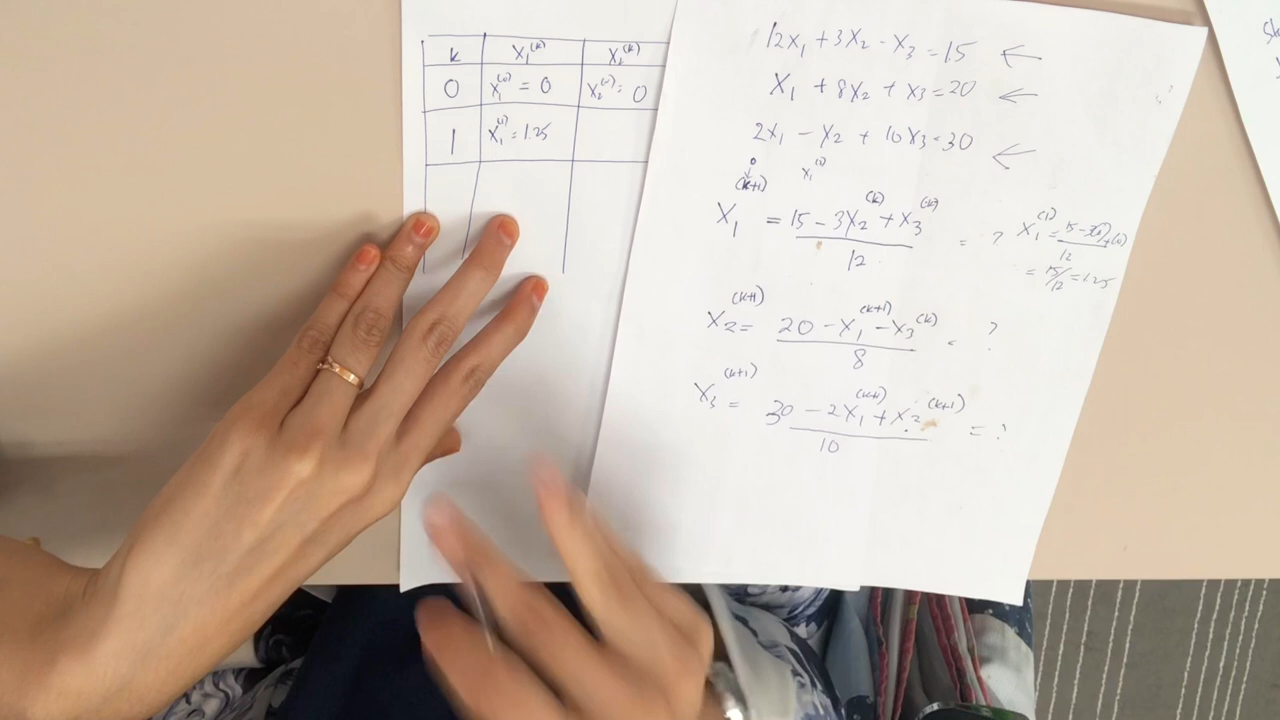 k x₁⁽ᵏ⁾ x₂⁽ᵏ⁾
0 x₁⁽⁰⁾ = 0 x₂⁽⁰⁾ = 0
1 x₁⁽¹⁾ = 1.25
12x₁ + 3x₂ - x₃ = 15 ←
x₁ + 8x₂ + x₃ = 20 ←
2x₁ - x₂ + 10x₃ = 30 ←
0
x₁⁽¹⁾
x₁⁽ᵏ⁺¹⁾ = (15 - 3x₂⁽ᵏ⁾ + x₃⁽ᵏ⁾)/12 = ?
x₁⁽¹⁾ = (15 - 3(0) + (0))/12
= 15/12 = 1.25
x₂⁽ᵏ⁺¹⁾ = (20 - x₁⁽ᵏ⁺¹⁾ - x₃⁽ᵏ⁾)/8 = ?
x₃⁽ᵏ⁺¹⁾ = (30 - 2x₁⁽ᵏ⁺¹⁾ + x₂⁽ᵏ⁺¹⁾)/10 = ?